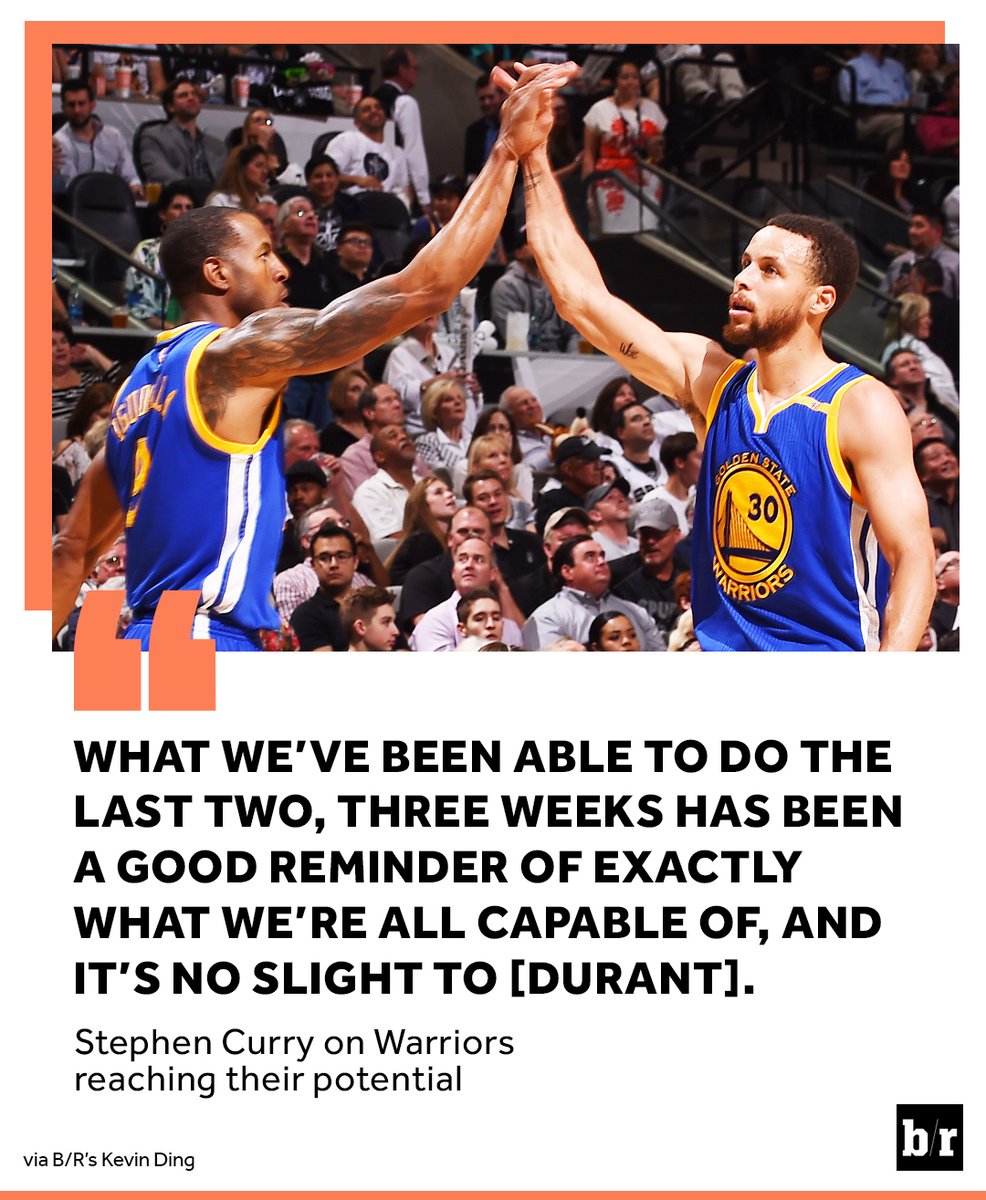 IGUODALA
9
GOLDEN STATE
30
WARRIORS
WHAT WE'VE BEEN ABLE TO DO THE
LAST TWO, THREE WEEKS HAS BEEN
A GOOD REMINDER OF EXACTLY
WHAT WE'RE ALL CAPABLE OF, AND
IT'S NO SLIGHT TO [DURANT].
Stephen Curry on Warriors
reaching their potential
via B/R's Kevin Ding
b/r